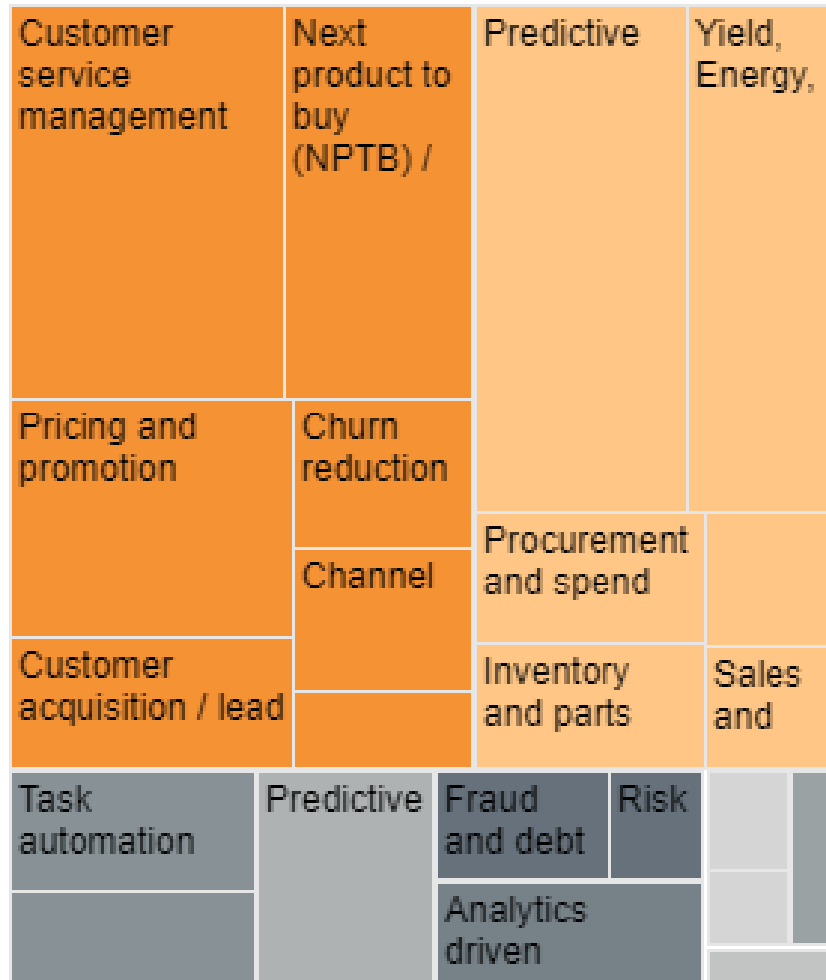 Customer
service
management
Next
product to
buy
(NPTB) /
Predictive
Yield,
Energy,
Pricing and
promotion
Churn
reduction
Channel
Customer
acquisition / lead
Procurement
and spend
Inventory
and parts
Sales
and
Task
automation
Predictive
Fraud
and debt
Risk
Analytics
driven